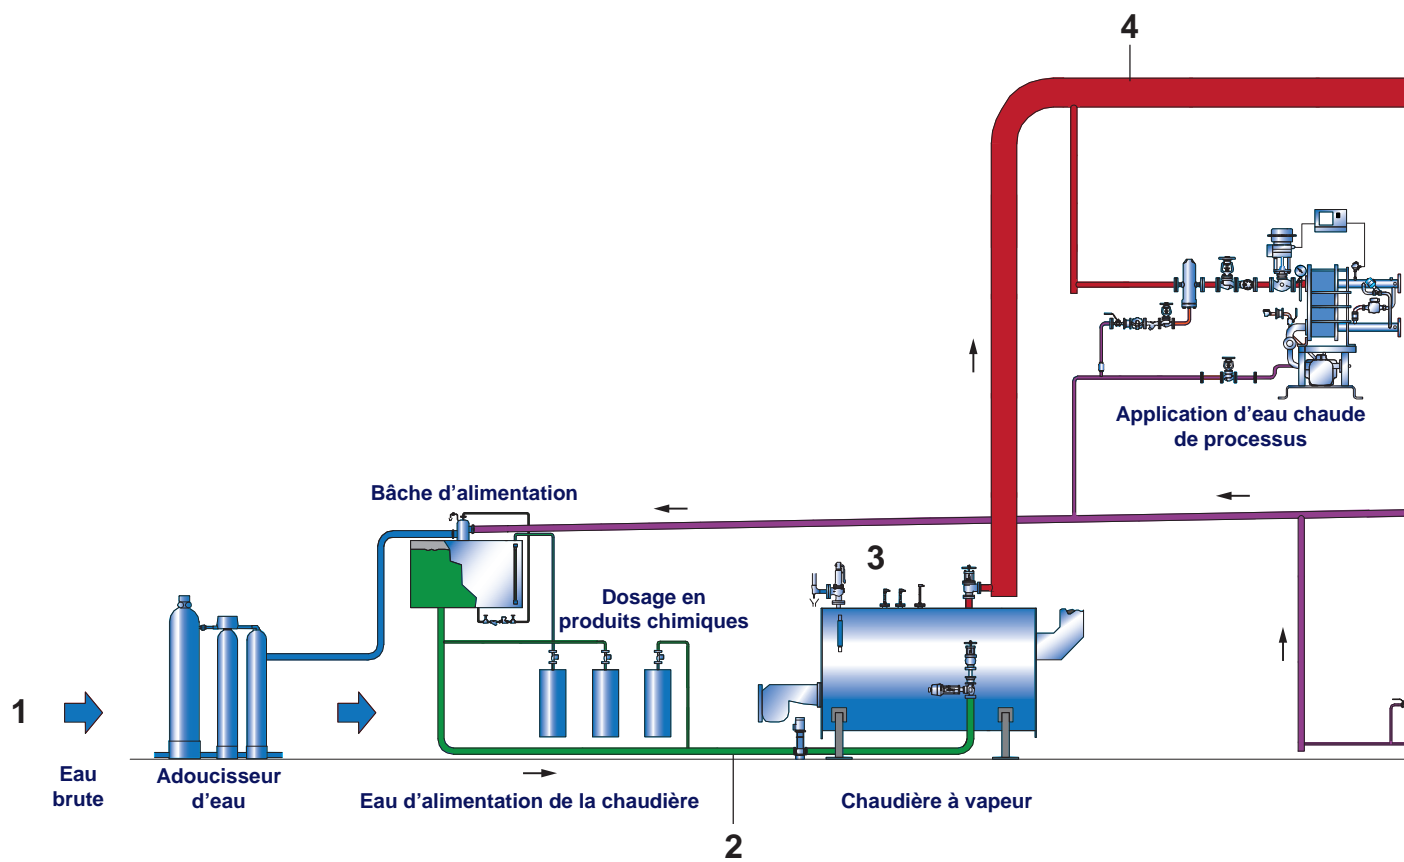 4
Application d'eau chaude
de processus
Bâche d'alimentation
3
Dosage en
produits chimiques
1
Eau
brute
Adoucisseur
d'eau
Eau d'alimentation de la chaudière
Chaudière à vapeur
2